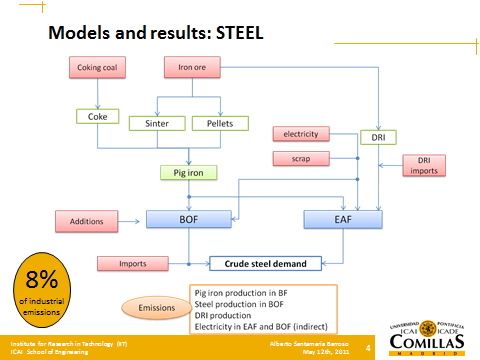 Models and results: STEEL
Coking coal
Iron ore
Coke
Sinter
Pellets
electricity
DRI
scrap
DRI
imports
Pig iron
Additions
BOF
EAF
Imports
Crude steel demand
8%
of industrial
emissions
Emissions
Pig iron production in BF
Steel production in BOF
DRI production
Electricity in EAF and BOF (indirect)
Institute for Research in Technology (IIT)
ICAI School of Engineering
Alberto Santamaría Barroso
May 12th, 2011
4
UNIVERSIDAD PONTIFICIA
ICAI ICADE
COMILLAS
MADRID